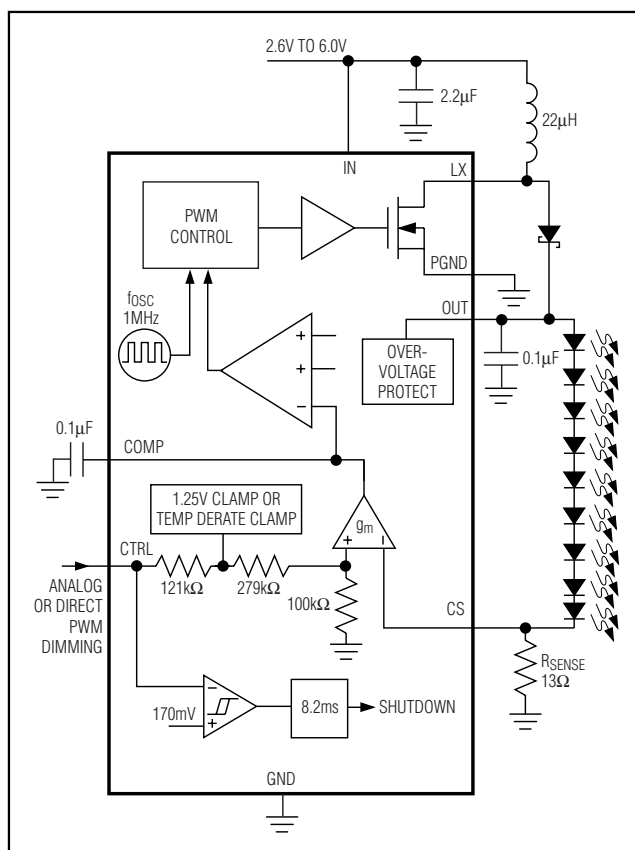 2.6V TO 6.0V
2.2µF
22µH
IN
LX
PWM
CONTROL
PGND
fOSC
1MHz
OUT
OVER-
VOLTAGE
PROTECT
0.1µF
+
+
−
0.1µF
COMP
1.25V CLAMP OR
TEMP DERATE CLAMP
gm
+
−
CTRL
121kΩ
279kΩ
100kΩ
ANALOG
OR DIRECT
PWM
DIMMING
CS
RSENSE
13Ω
−
170mV
+
8.2ms
SHUTDOWN
GND